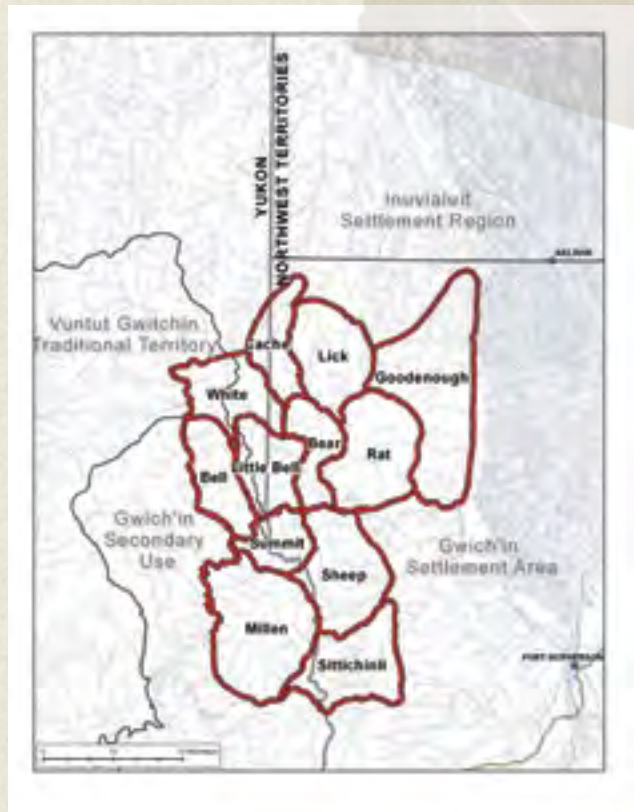 YUKON
NORTHWEST TERRITORIES
Inuvialuit
Settlement Region
Vuntut Gwitchin
Traditional Territory
Cache
Lick
Goodenough
White
Bear
Rat
Bell
Little Bell
Gwich'in
Secondary
Use
Summit
Gwich'in
Settlement Area
Sheep
Millen
Sittichinli